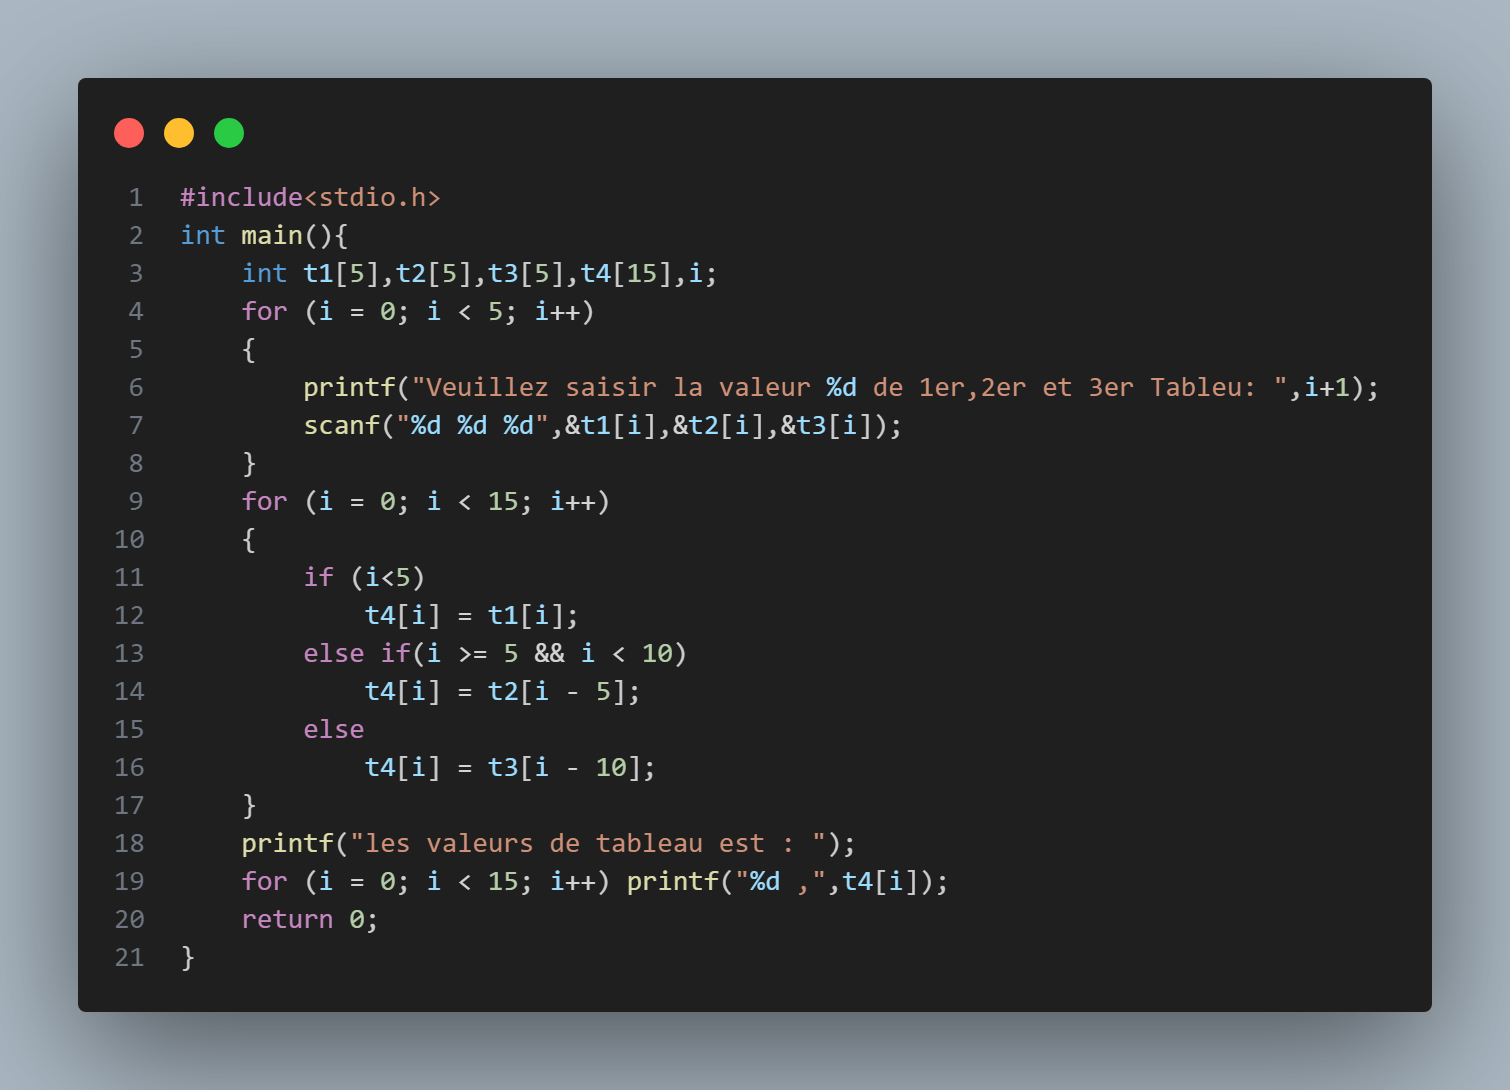 1 #include<stdio.h>
2 int main(){
3     int t1[5],t2[5],t3[5],t4[15],i;
4     for (i = 0; i < 5; i++)
5     {
6         printf("Veuillez saisir la valeur %d de 1er,2er et 3er Tableu: ",i+1);
7         scanf("%d %d %d",&t1[i],&t2[i],&t3[i]);
8     }
9     for (i = 0; i < 15; i++)
10     {
11         if (i<5)
12             t4[i] = t1[i];
13         else if(i >= 5 && i < 10)
14             t4[i] = t2[i - 5];
15         else
16             t4[i] = t3[i - 10];
17     }
18     printf("les valeurs de tableau est : ");
19     for (i = 0; i < 15; i++) printf("%d ,",t4[i]);
20     return 0;
21 }